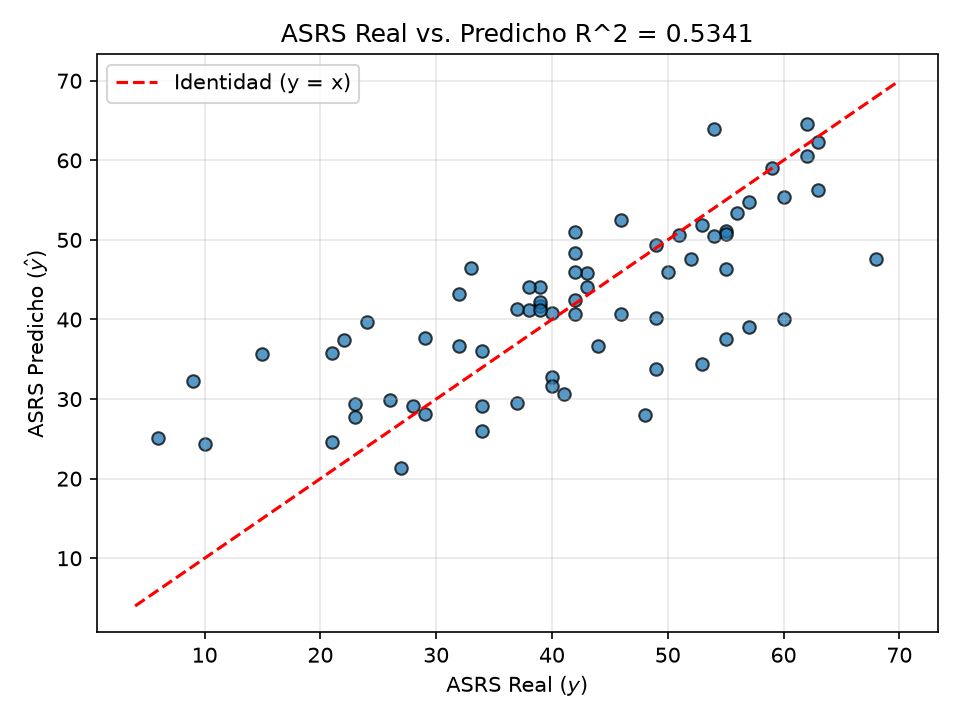 ASRS Real vs. Predicho R^2 = 0.5341
Identidad (y = x)
70
60
50
40
30
20
10
ASRS Predicho (ŷ)
10 20 30 40 50 60 70
ASRS Real (y)